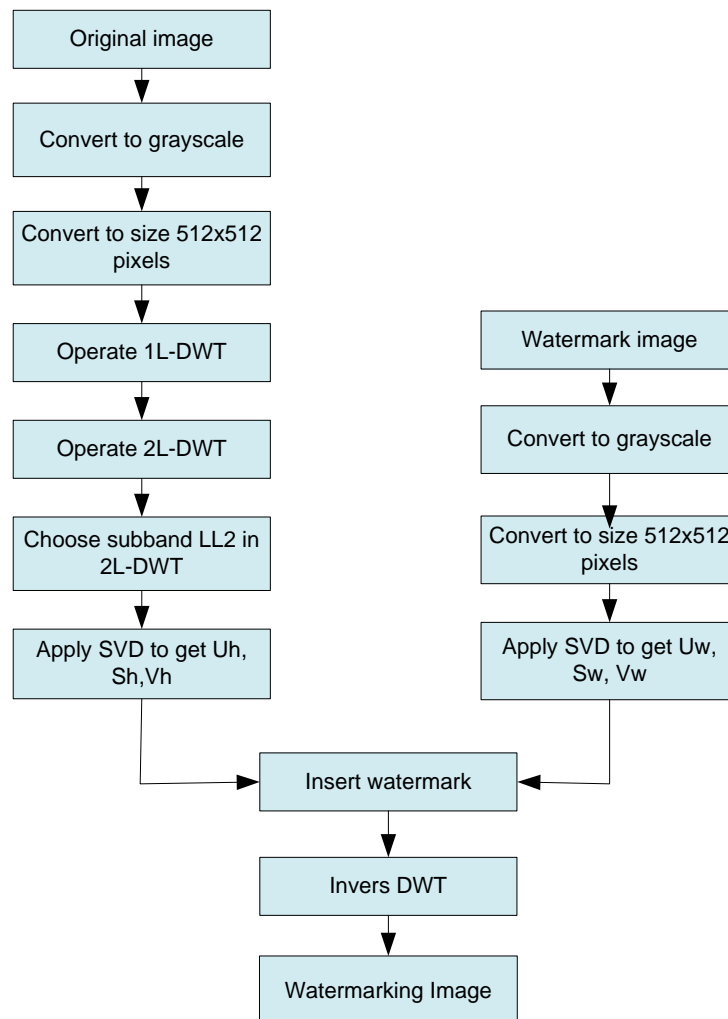 Original image
Convert to grayscale
Convert to size 512x512
pixels
Operate 1L-DWT
Operate 2L-DWT
Choose subband LL2 in
2L-DWT
Apply SVD to get Uh,
Sh,Vh
Watermark image
Convert to grayscale
Convert to size 512x512
pixels
Apply SVD to get Uw,
Sw, Vw
Insert watermark
Invers DWT
Watermarking Image